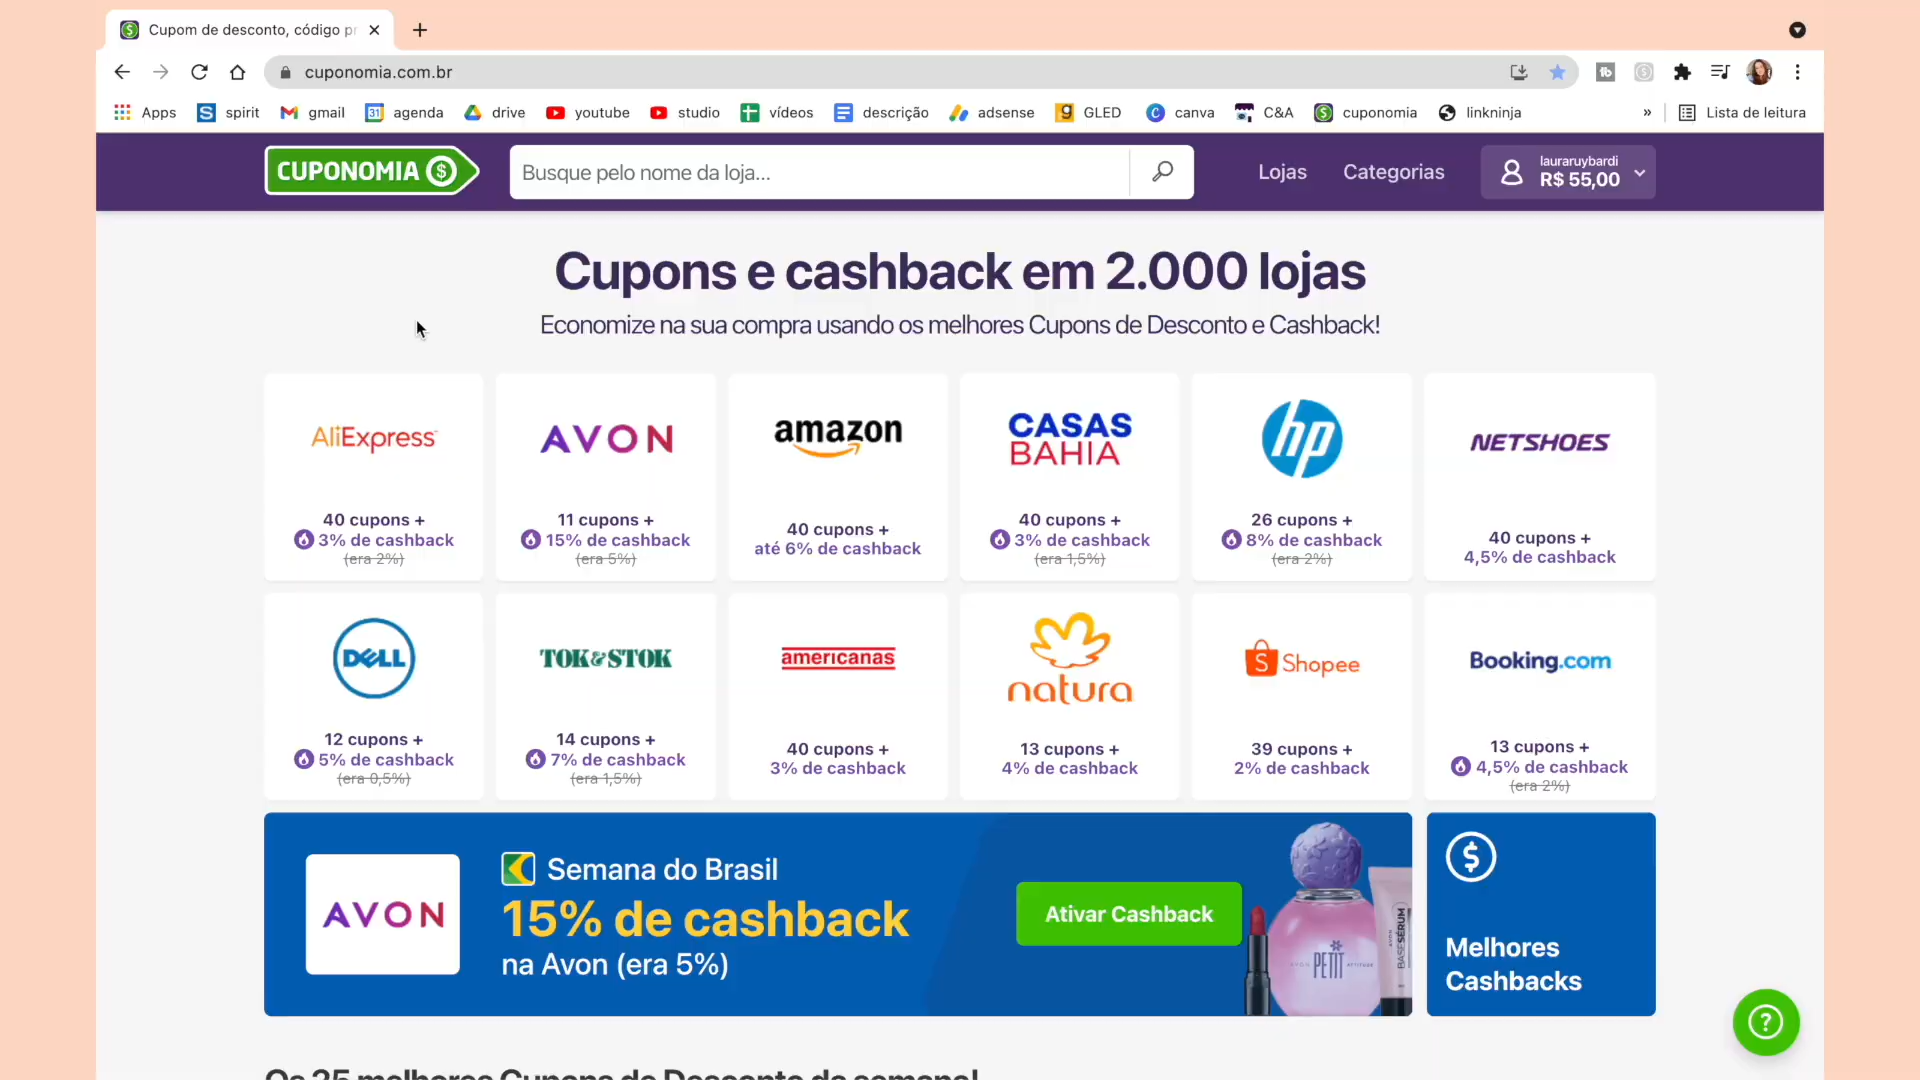 Cupom de desconto, código pr
cuponomia.com.br
Apps spirit gmail agenda drive youtube studio vídeos descrição adsense GLED canva C&A cuponomia linkninja » Lista de leitura
CUPONOMIA $
Busque pelo nome da loja...
Lojas Categorias
lauraruybardi
R$ 55,00
Cupons e cashback em 2.000 lojas
Economize na sua compra usando os melhores Cupons de Desconto e Cashback!
AliExpress
40 cupons +
3% de cashback
(era 2%)
AVON
11 cupons +
15% de cashback
(era 5%)
amazon
40 cupons +
até 6% de cashback
CASAS
BAHIA
40 cupons +
3% de cashback
(era 1,5%)
hp
26 cupons +
8% de cashback
(era 2%)
NETSHOES
40 cupons +
4,5% de cashback
DELL
12 cupons +
5% de cashback
(era 0,5%)
TOK&STOK
14 cupons +
7% de cashback
(era 1,5%)
americanas
40 cupons +
3% de cashback
natura
13 cupons +
4% de cashback
Shopee
39 cupons +
2% de cashback
Booking.com
13 cupons +
4,5% de cashback
(era 2%)
AVON
Semana do Brasil
15% de cashback
na Avon (era 5%)
Ativar Cashback
AVON PETIT ATTITUDE
AVON
BASE SÉRUM
$
Melhores
Cashbacks
?
Os 25 melhores Cupons de Desconto da semana!